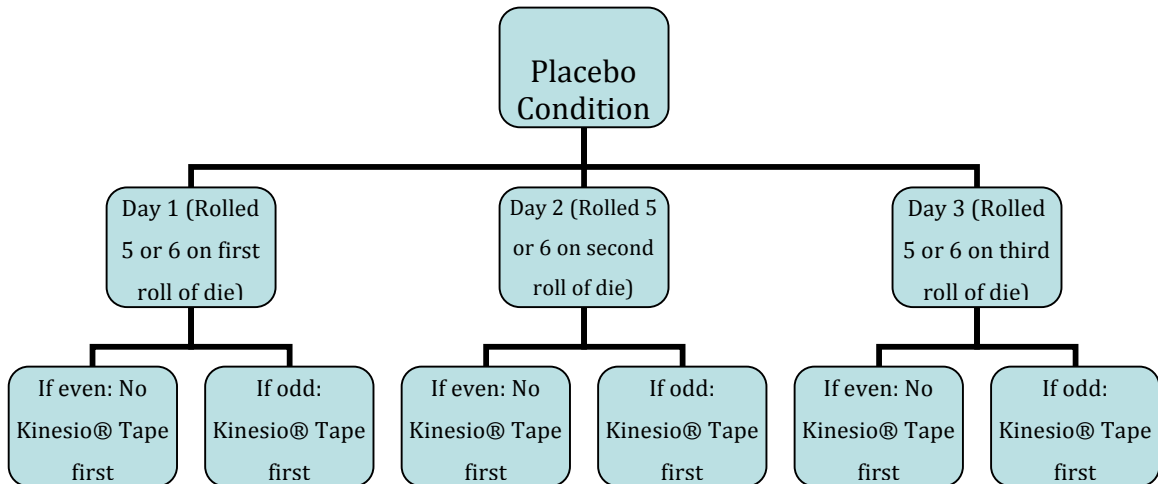 Placebo
Condition
Day 1 (Rolled
5 or 6 on first
roll of die)
Day 2 (Rolled 5
or 6 on second
roll of die)
Day 3 (Rolled
5 or 6 on third
roll of die)
If even: No
Kinesio® Tape
first
If odd:
Kinesio® Tape
first
If even: No
Kinesio® Tape
first
If odd:
Kinesio® Tape
first
If even: No
Kinesio® Tape
first
If odd:
Kinesio® Tape
first